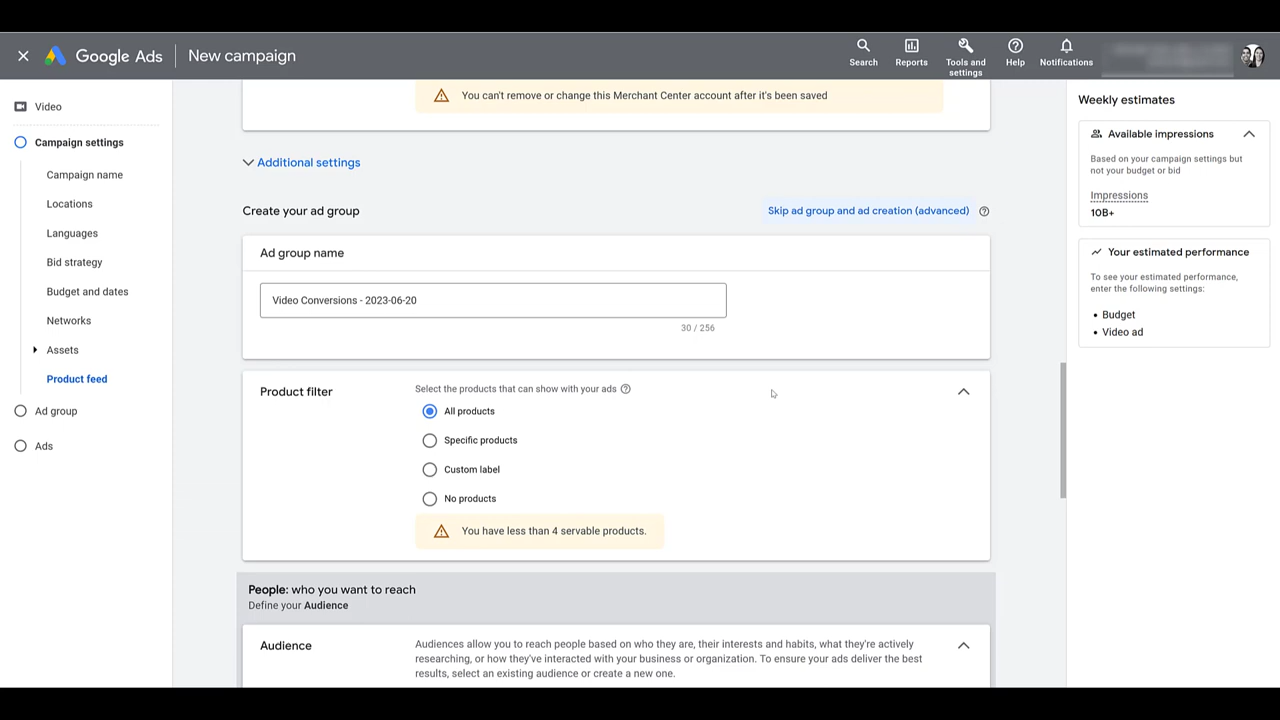 Google Ads
New campaign
Search
Reports
Tools and
settings
Help
Notifications
Video
Campaign settings
Campaign name
Locations
Languages
Bid strategy
Budget and dates
Networks
Assets
Product feed
Ad group
Ads
You can't remove or change this Merchant Center account after it's been saved
Additional settings
Create your ad group
Skip ad group and ad creation (advanced)
Ad group name
Video Conversions - 2023-06-20
30 / 256
Product filter
Select the products that can show with your ads
All products
Specific products
Custom label
No products
You have less than 4 servable products.
People: who you want to reach
Define your Audience
Audience
Audiences allow you to reach people based on who they are, their interests and habits, what they're actively
researching, or how they've interacted with your business or organization. To ensure your ads deliver the best
results, select an existing audience or create a new one.
Weekly estimates
Available impressions
Based on your campaign settings but
not your budget or bid
Impressions
10B+
Your estimated performance
To see your estimated performance,
enter the following settings:
• Budget
• Video ad